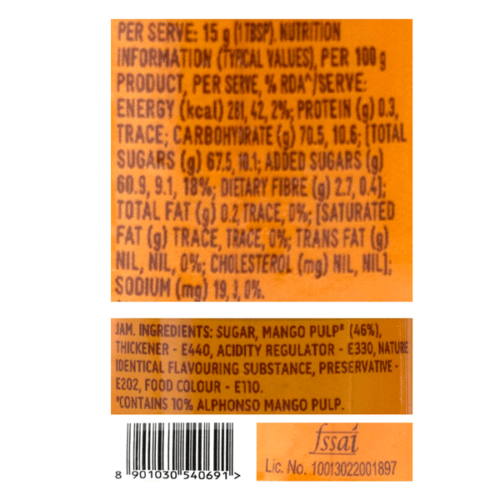 PER SERVE: 15 g (1TBSP). NUTRITION
INFORMATION (TYPICAL VALUES), PER 100 g
PRODUCT, PER SERVE, % RDA^/SERVE:
ENERGY (kcal) 281, 42, 2%; PROTEIN (g) 0.3,
TRACE; CARBOHYDRATE (g) 70.5, 10.6; [TOTAL
SUGARS (g) 67.5, 10.1; ADDED SUGARS (g)
60.9, 9.1, 18%; DIETARY FIBRE (g) 2.7, 0.4];
TOTAL FAT (g) 0.2, TRACE, 0%; [SATURATED
FAT (g) TRACE, TRACE, 0%; TRANS FAT (g)
NIL, NIL, 0%; CHOLESTEROL (mg) NIL, NIL];
SODIUM (mg) 19, 3, 0%.
JAM. INGREDIENTS: SUGAR, MANGO PULP# (46%),
THICKENER - E440, ACIDITY REGULATOR - E330, NATURE
IDENTICAL FLAVOURING SUBSTANCE, PRESERVATIVE -
E202, FOOD COLOUR - E110.
#CONTAINS 10% ALPHONSO MANGO PULP.
8 901030 540691 >
fssai
Lic. No. 10013022001897